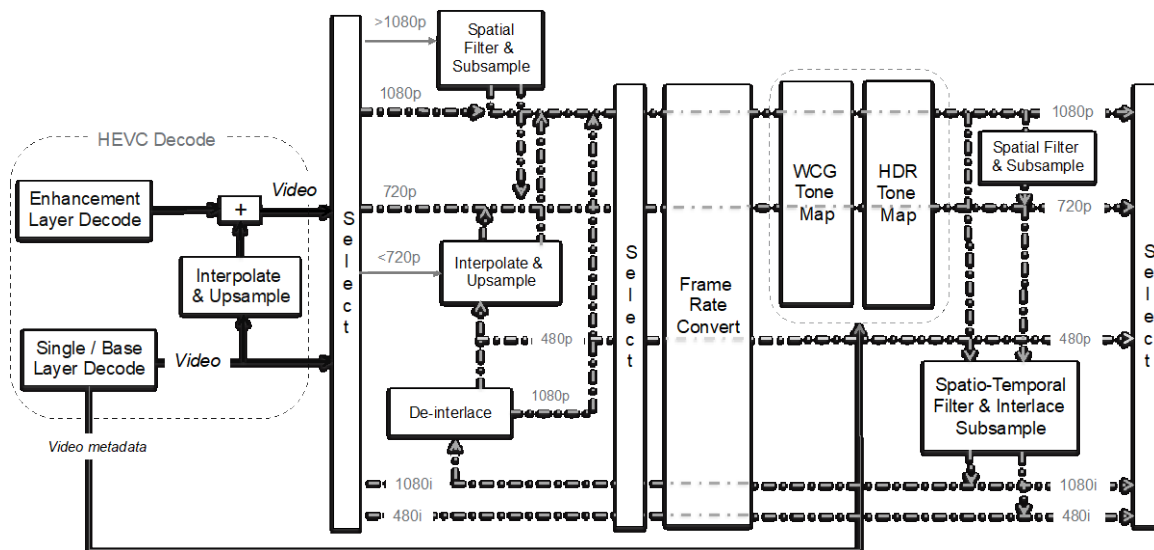 HEVC Decode
Enhancement
Layer Decode
+
Video
Interpolate
& Upsample
Single / Base
Layer Decode
Video
Video metadata
S
e
l
e
c
t
>1080p
Spatial
Filter &
Subsample
1080p
720p
<720p
Interpolate &
Upsample
480p
De-interlace
1080p
1080i
480i
S
e
l
e
c
t
Frame
Rate
Convert
WCG
Tone
Map
HDR
Tone
Map
1080p
Spatial Filter
& Subsample
720p
480p
Spatio-Temporal
Filter & Interlace
Subsample
1080i
480i
S
e
l
e
c
t